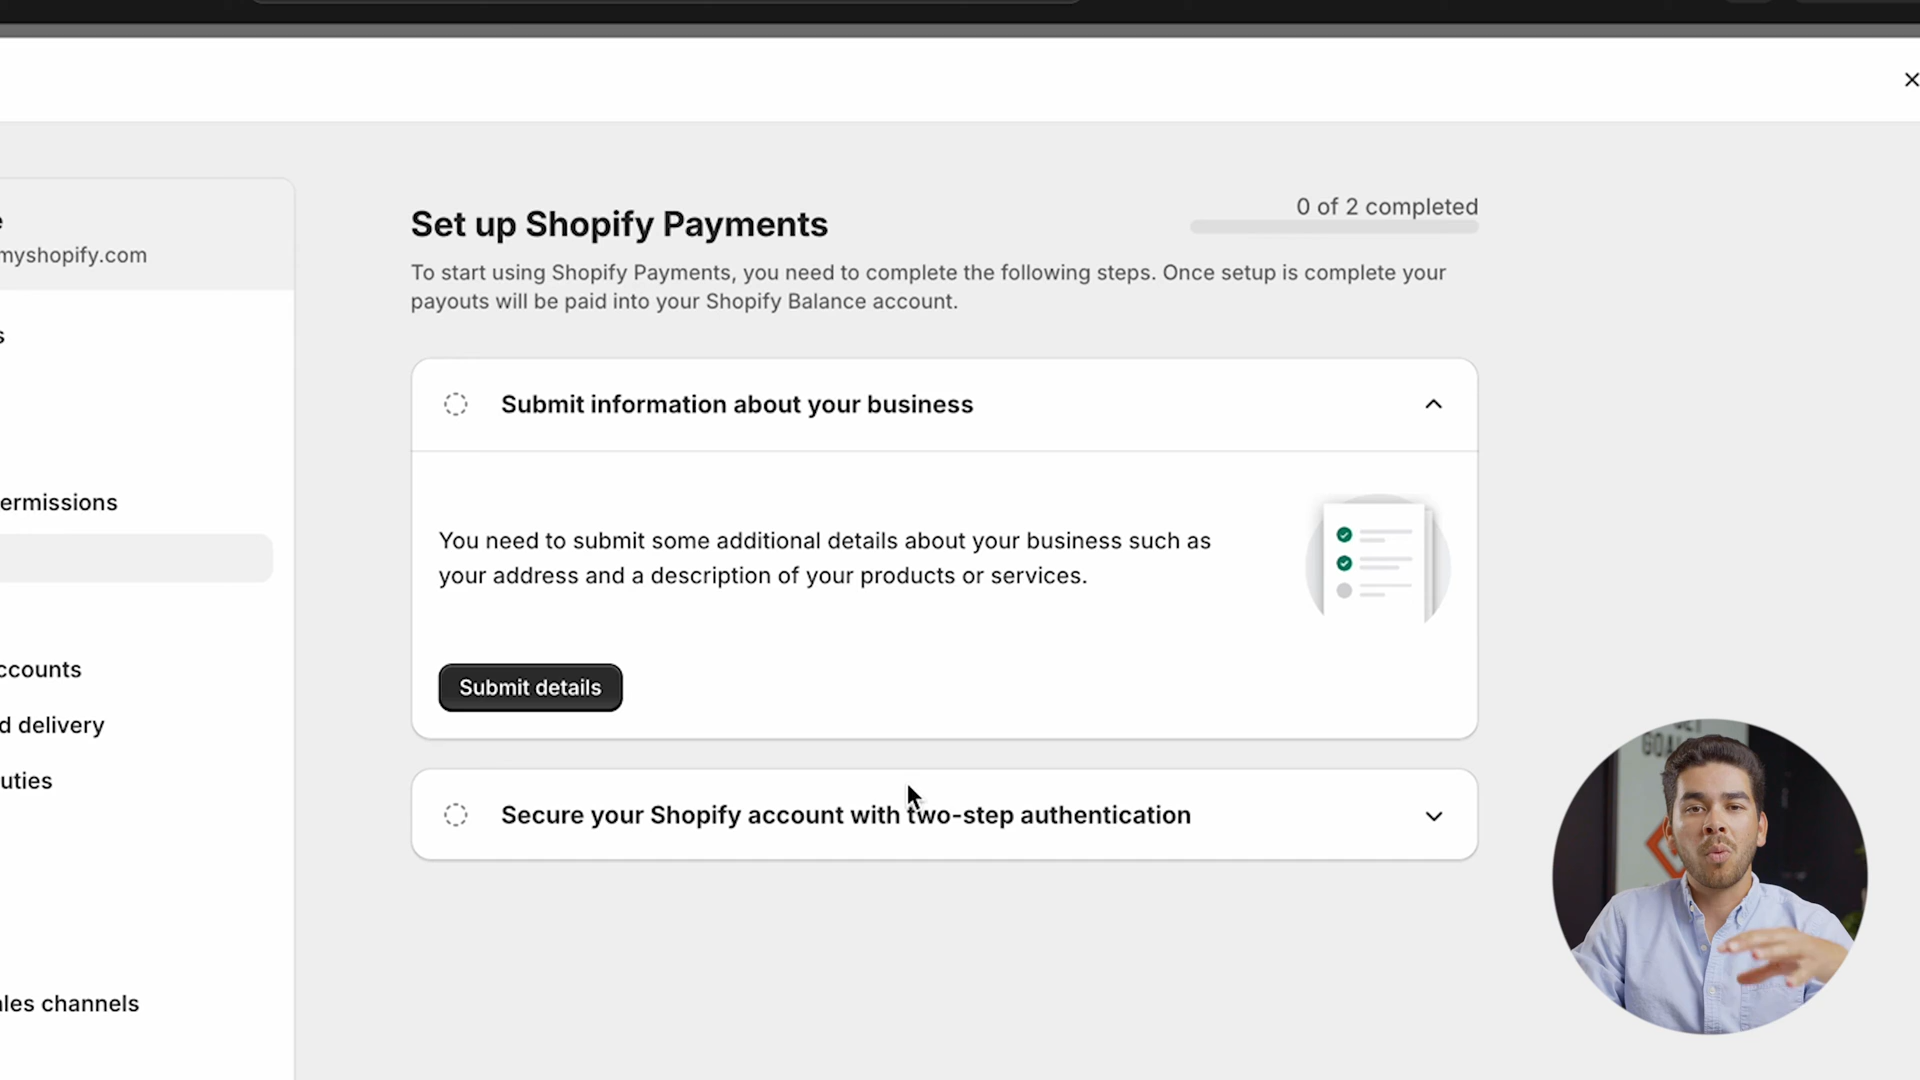 myshopify.com
ermissions
ccounts
d delivery
uties
ales channels
Set up Shopify Payments
0 of 2 completed
To start using Shopify Payments, you need to complete the following steps. Once setup is complete your
payouts will be paid into your Shopify Balance account.
Submit information about your business
You need to submit some additional details about your business such as
your address and a description of your products or services.
Submit details
Secure your Shopify account with two-step authentication